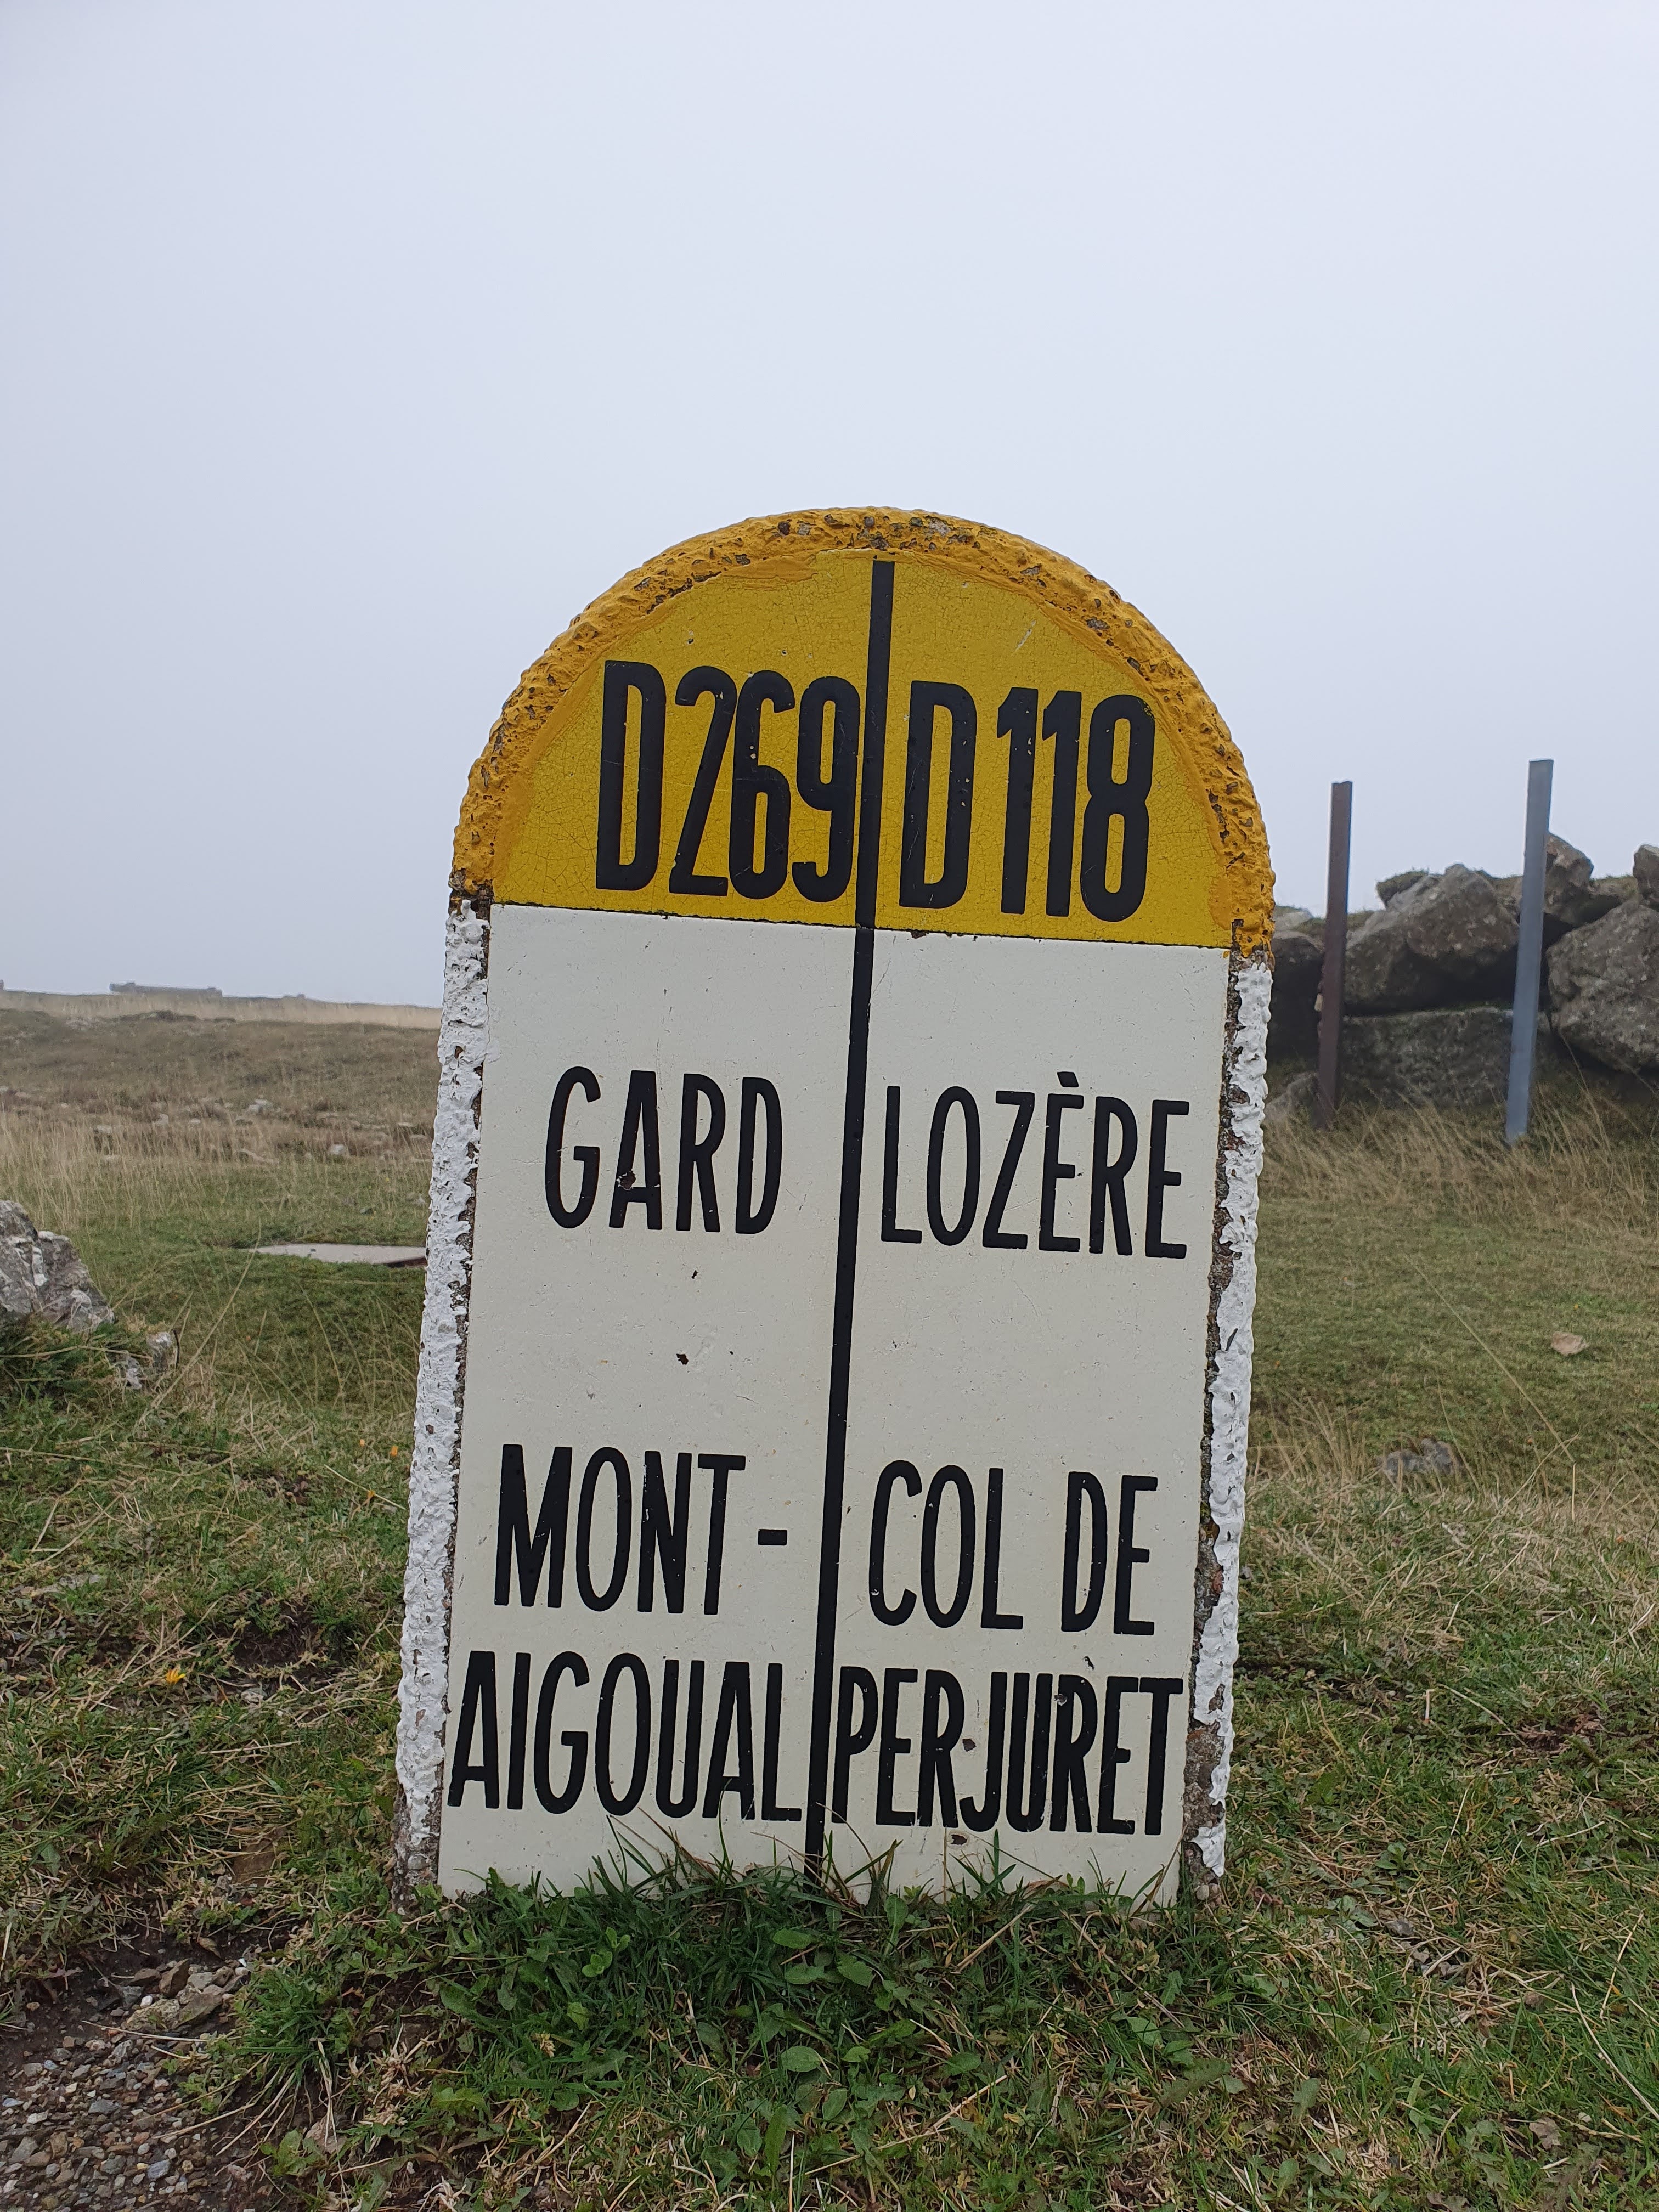 D269 D118
GARD LOZÈRE
MONT- COL DE
AIGOUAL PERJURET